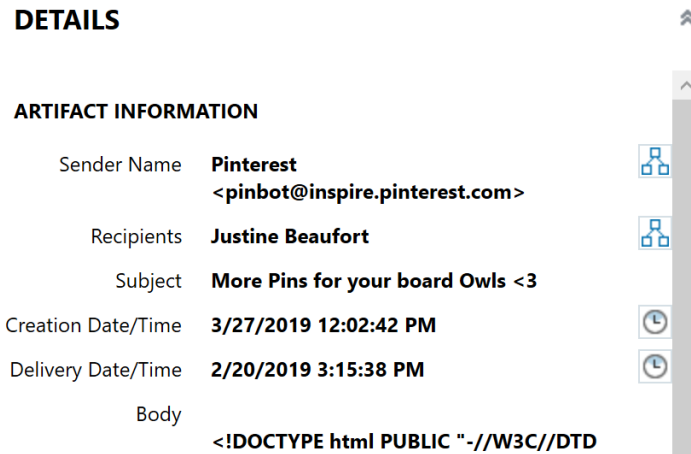 DETAILS
ARTIFACT INFORMATION
Sender Name Pinterest
<pinbot@inspire.pinterest.com>
Recipients Justine Beaufort
Subject More Pins for your board Owls <3
Creation Date/Time 3/27/2019 12:02:42 PM
Delivery Date/Time 2/20/2019 3:15:38 PM
Body
<!DOCTYPE html PUBLIC "-//W3C//DTD